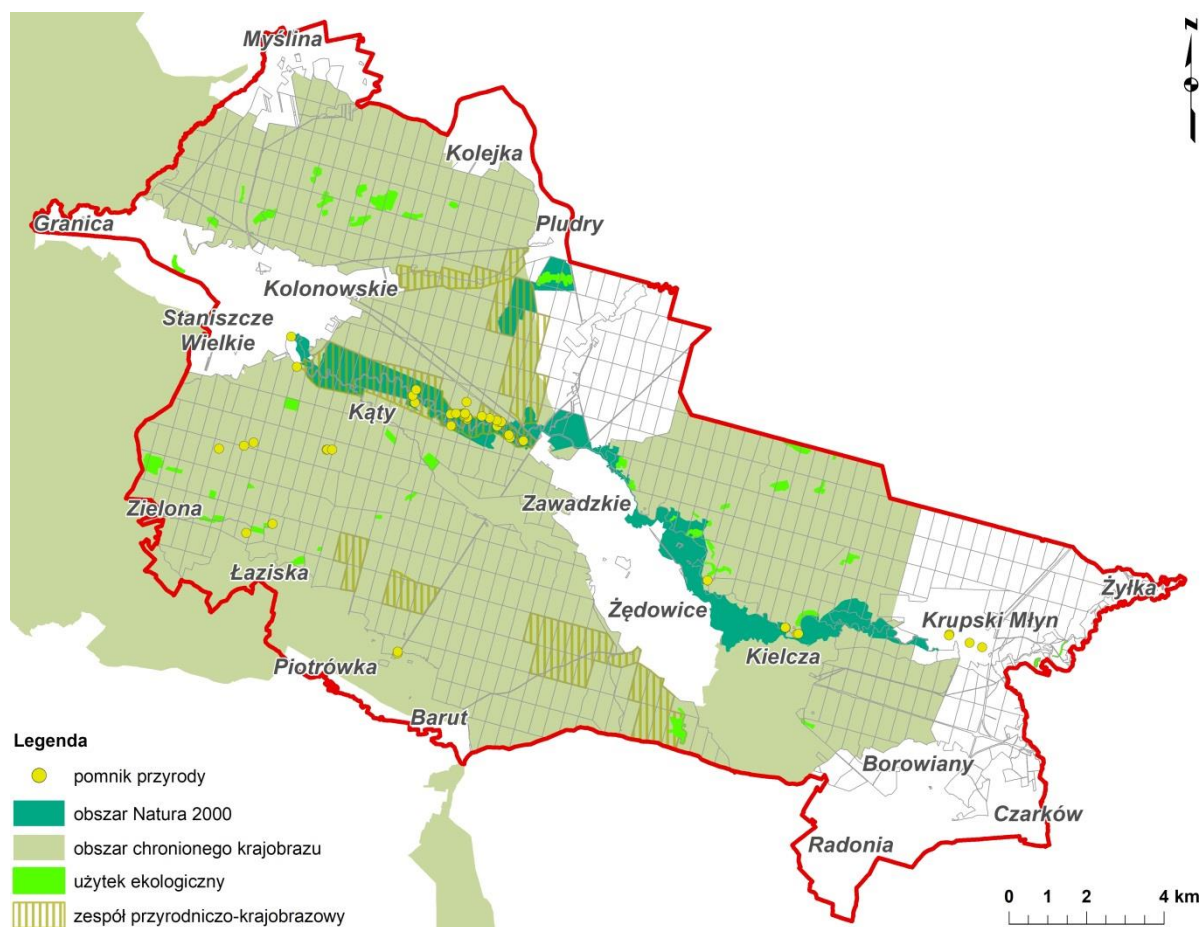 Myślina
N
Kolejka
Granica
Pludry
Kolonowskie
Staniszcze
Wielkie
Kąty
Zawadzkie
Zielona
Łaziska
Żędowice
Żyłka
Krupski Młyn
Kielcza
Piotrówka
Barut
Borowiany
Czarków
Radonia
Legenda
pomnik przyrody
obszar Natura 2000
obszar chronionego krajobrazu
użytek ekologiczny
zespół przyrodniczo-krajobrazowy
0 1 2 4 km